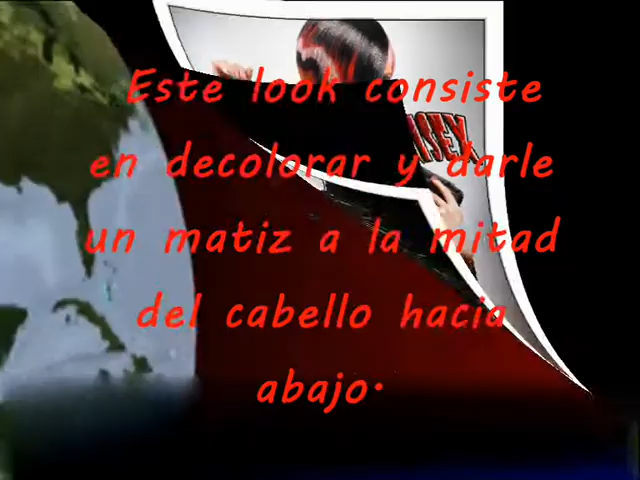 Este look consiste
en decolorar y darle
un matiz a la mitad
del cabello hacia
abajo.